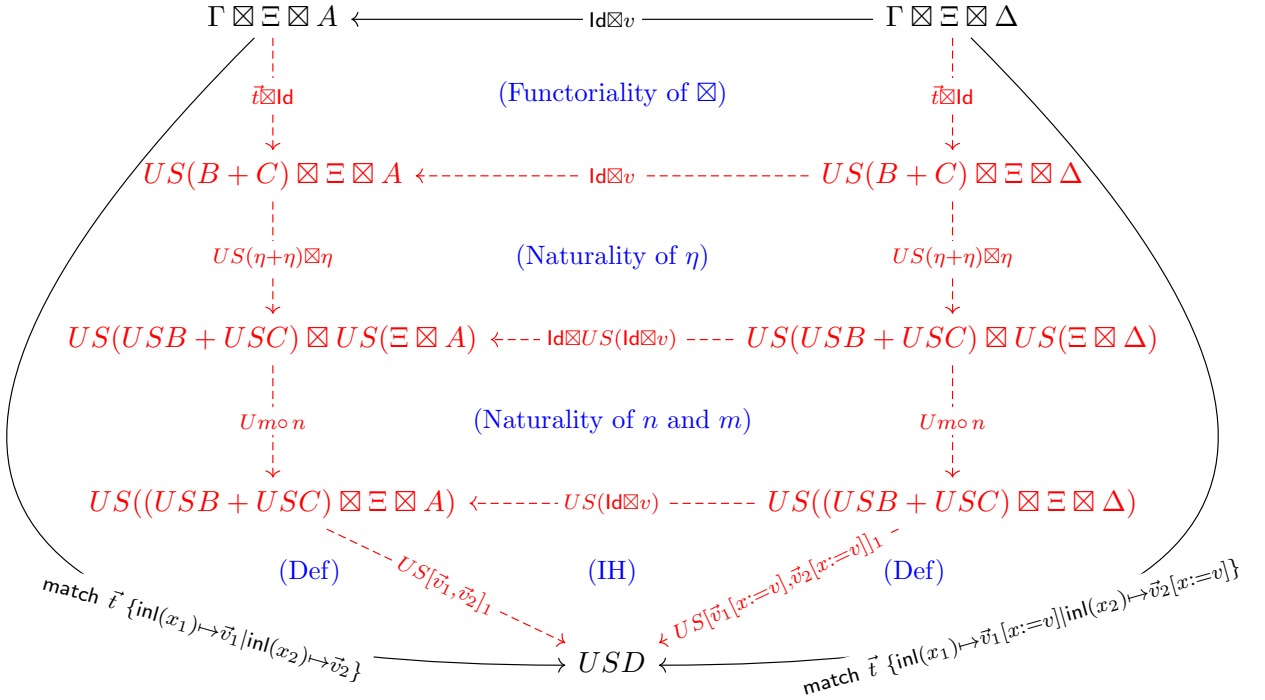 Γ ⊠ Ξ ⊠ A Id⊠v Γ ⊠ Ξ ⊠ Δ
t⃗⊠Id (Functoriality of ⊠) t⃗⊠Id
US(B + C) ⊠ Ξ ⊠ A Id⊠v US(B + C) ⊠ Ξ ⊠ Δ
US(η+η)⊠η (Naturality of η) US(η+η)⊠η
US(USB + USC) ⊠ US(Ξ ⊠ A) Id⊠US(Id⊠v) US(USB + USC) ⊠ US(Ξ ⊠ Δ)
Um∘n (Naturality of n and m) Um∘n
US((USB + USC) ⊠ Ξ ⊠ A) US(Id⊠v) US((USB + USC) ⊠ Ξ ⊠ Δ)
(Def) US[v⃗₁,v⃗₂]₁ (IH) US[v⃗₁[x:=v],v⃗₂[x:=v]]₁ (Def)
match t⃗ {inl(x₁)↦v⃗₁|inl(x₂)↦v⃗₂} USD match t⃗ {inl(x₁)↦v⃗₁[x:=v]|inl(x₂)↦v⃗₂[x:=v]}